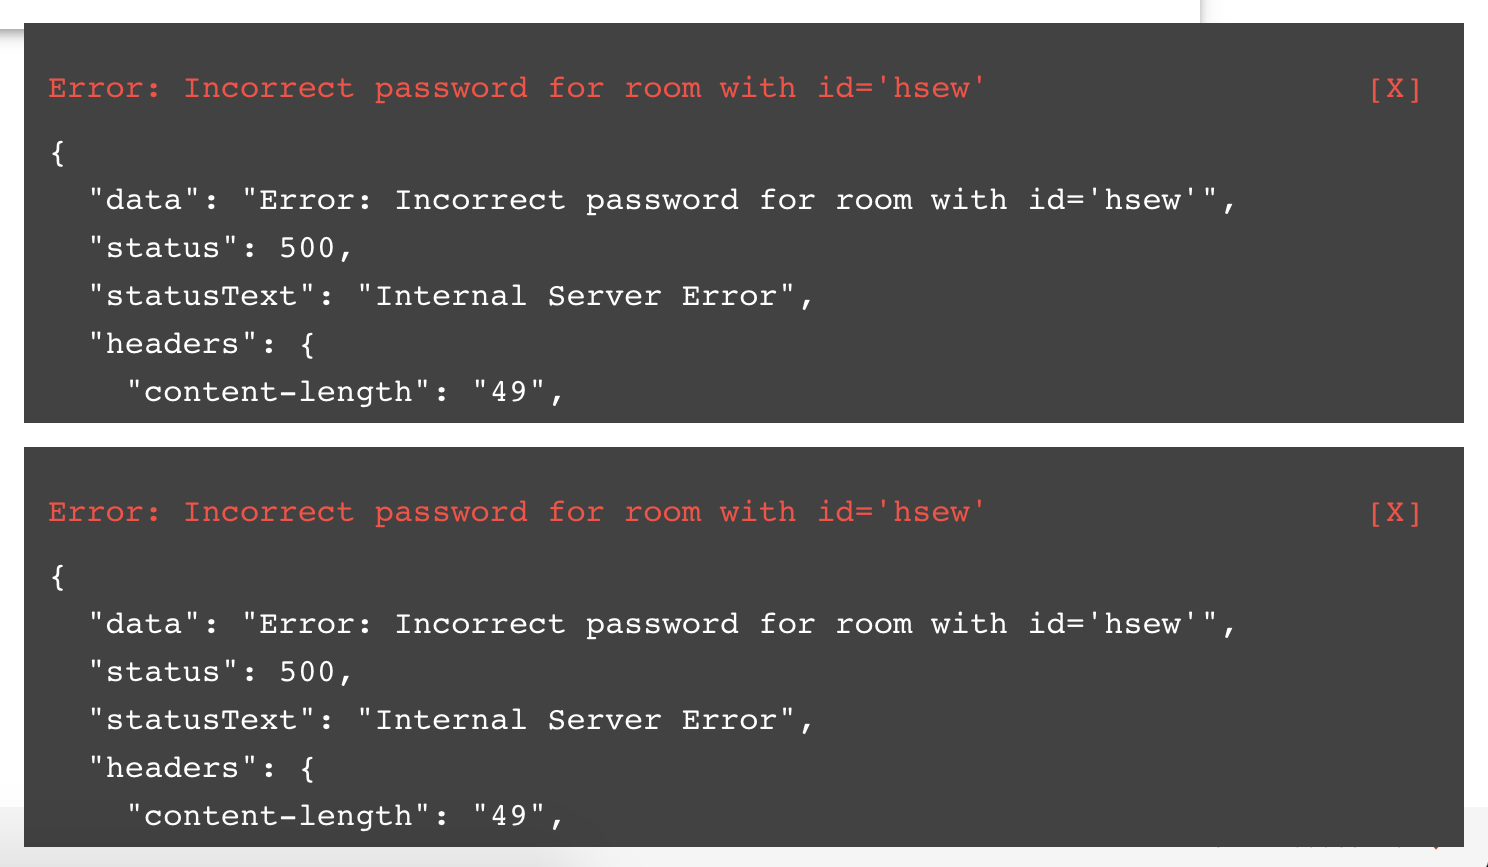 Error: Incorrect password for room with id='hsew' [X]
{
  "data": "Error: Incorrect password for room with id='hsew'",
  "status": 500,
  "statusText": "Internal Server Error",
  "headers": {
    "content-length": "49",
Error: Incorrect password for room with id='hsew' [X]
{
  "data": "Error: Incorrect password for room with id='hsew'",
  "status": 500,
  "statusText": "Internal Server Error",
  "headers": {
    "content-length": "49",